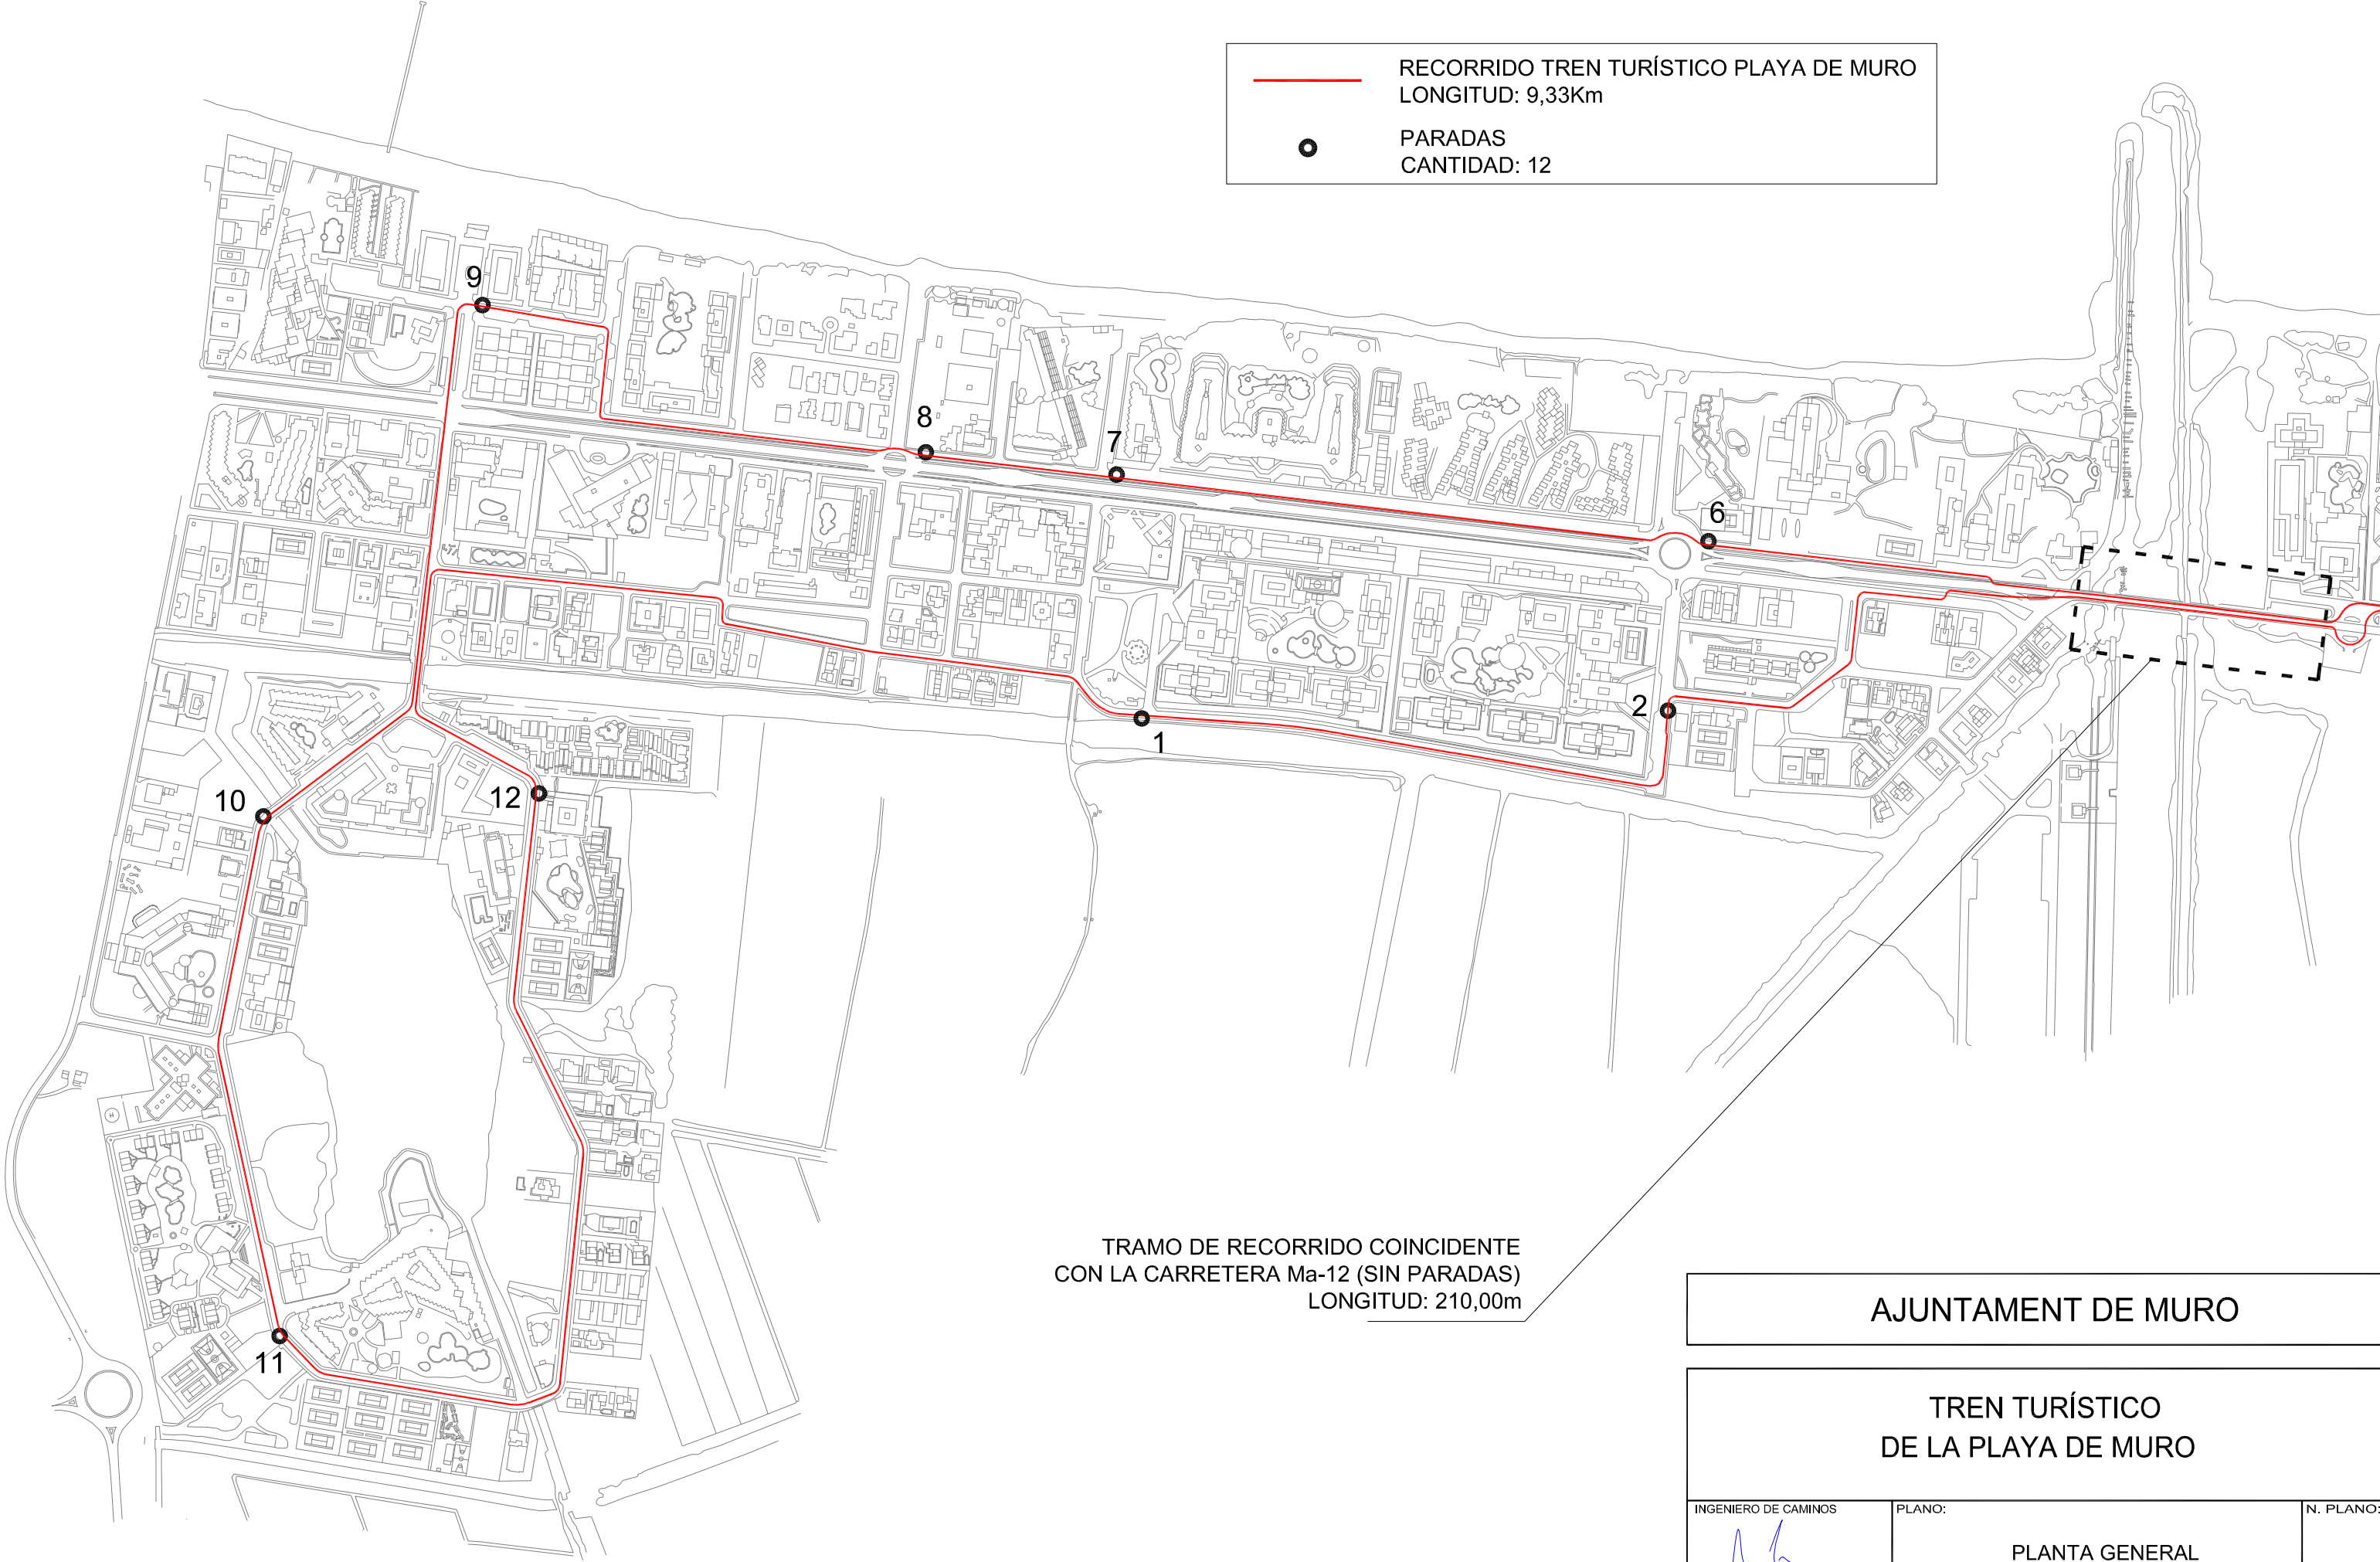 RECORRIDO TREN TURÍSTICO PLAYA DE MURO
LONGITUD: 9,33Km
PARADAS
CANTIDAD: 12
9
8
7
6
2
1
10
12
11
TRAMO DE RECORRIDO COINCIDENTE
CON LA CARRETERA Ma-12 (SIN PARADAS)
LONGITUD: 210,00m
AJUNTAMENT DE MURO
TREN TURÍSTICO
DE LA PLAYA DE MURO
INGENIERO DE CAMINOS
PLANO:
N. PLANO:
PLANTA GENERAL